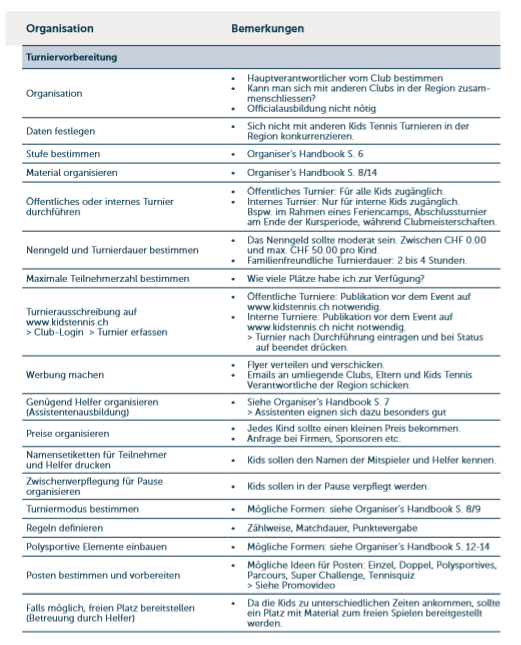 Organisation Bemerkungen
Turniervorbereitung
Organisation
• Hauptverantwortlicher vom Club bestimmen
• Kann man sich mit anderen Clubs in der Region zusam-
menschliessen?
• Officialausbildung nicht nötig
Daten festlegen
• Sich nicht mit anderen Kids Tennis Turnieren in der
Region konkurrenzieren.
Stufe bestimmen
• Organiser's Handbook S. 6
Material organisieren
• Organiser's Handbook S. 8/14
Öffentliches oder internes Turnier
durchführen
• Öffentliches Turnier: Für alle Kids zugänglich.
• Internes Turnier: Nur für interne Kids zugänglich.
Bspw. im Rahmen eines Feriencamps, Abschlussturnier
am Ende der Kursperiode, während Clubmeisterschaften.
Nenngeld und Turnierdauer bestimmen
• Das Nenngeld sollte moderat sein. Zwischen CHF 0.00
und max. CHF 50.00 pro Kind.
• Familienfreundliche Turnierdauer: 2 bis 4 Stunden.
Maximale Teilnehmerzahl bestimmen
• Wie viele Plätze habe ich zur Verfügung?
Turnierausschreibung auf
www.kidstennis.ch
> Club-Login > Turnier erfassen
• Öffentliche Turniere: Publikation vor dem Event auf
www.kidstennis.ch notwendig.
• Interne Turniere: Publikation vor dem Event auf
www.kidstennis.ch nicht notwendig.
> Turnier nach Durchführung eintragen und bei Status
auf beendet drücken.
Werbung machen
• Flyer verteilen und verschicken.
• Emails an umliegende Clubs, Eltern und Kids Tennis
Verantwortliche der Region schicken.
Genügend Helfer organisieren
(Assistentenausbildung)
• Siehe Organiser's Handbook S. 7
> Assistenten eignen sich dazu besonders gut
Preise organisieren
• Jedes Kind sollte einen kleinen Preis bekommen.
• Anfrage bei Firmen, Sponsoren etc.
Namensetiketten für Teilnehmer
und Helfer drucken
• Kids sollen den Namen der Mitspieler und Helfer kennen.
Zwischenverpflegung für Pause
organisieren
• Kids sollen in der Pause verpflegt werden.
Turniermodus bestimmen
• Mögliche Formen: siehe Organiser's Handbook S. 8/9
Regeln definieren
• Zählweise, Matchdauer, Punktevergabe
Polysportive Elemente einbauen
• Mögliche Formen: siehe Organiser's Handbook S. 12-14
Posten bestimmen und vorbereiten
• Mögliche Ideen für Posten: Einzel, Doppel, Polysportives,
Parcours, Super Challenge, Tennisquiz
> Siehe Promovideo
Falls möglich, freien Platz bereitstellen
(Betreuung durch Helfer)
• Da die Kids zu unterschiedlichen Zeiten ankommen, sollte
ein Platz mit Material zum freien Spielen bereitgestellt
werden.